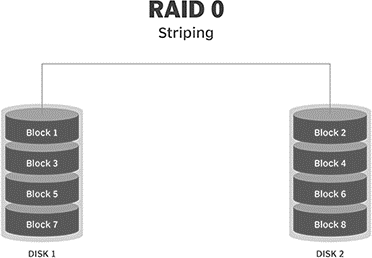 RAID 0
Striping
Block 1
Block 3
Block 5
Block 7
DISK 1
Block 2
Block 4
Block 6
Block 8
DISK 2